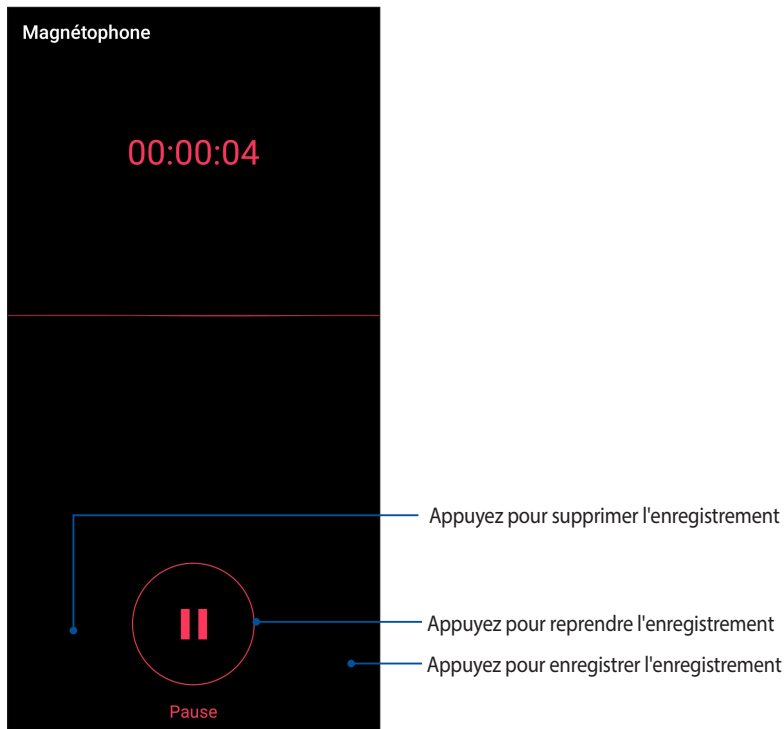 Magnétophone
00:00:04
Appuyez pour supprimer l'enregistrement
Appuyez pour reprendre l'enregistrement
Appuyez pour enregistrer l'enregistrement
Pause